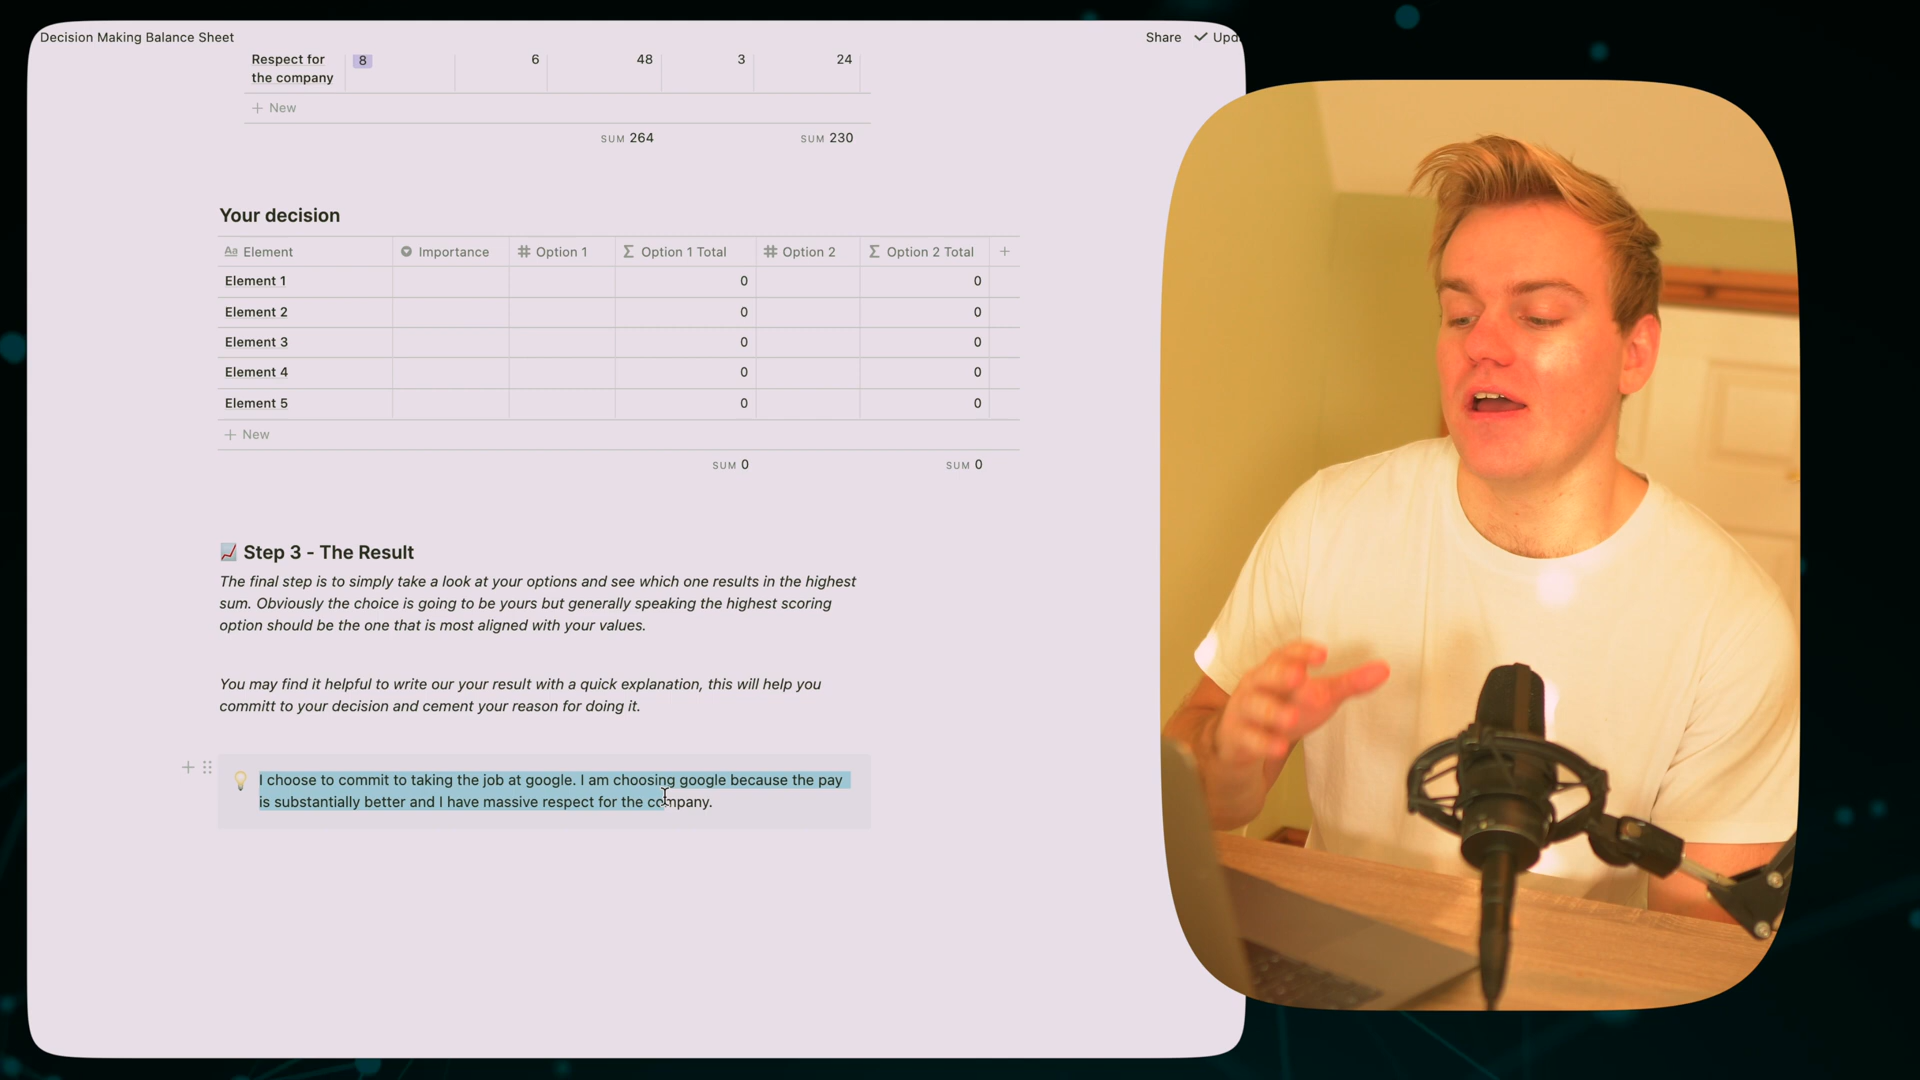 Decision Making Balance Sheet
Share
Respect for
the company
8
6
48
3
24
New
SUM 264
SUM 230
Your decision
Aa Element
Importance
# Option 1
Σ Option 1 Total
# Option 2
Σ Option 2 Total
+
Element 1
0
0
Element 2
0
0
Element 3
0
0
Element 4
0
0
Element 5
0
0
New
SUM 0
SUM 0
Step 3 - The Result
The final step is to simply take a look at your options and see which one results in the highest
sum. Obviously the choice is going to be yours but generally speaking the highest scoring
option should be the one that is most aligned with your values.
You may find it helpful to write our your result with a quick explanation, this will help you
committ to your decision and cement your reason for doing it.
I choose to commit to taking the job at google. I am choosing google because the pay
is substantially better and I have massive respect for the company.